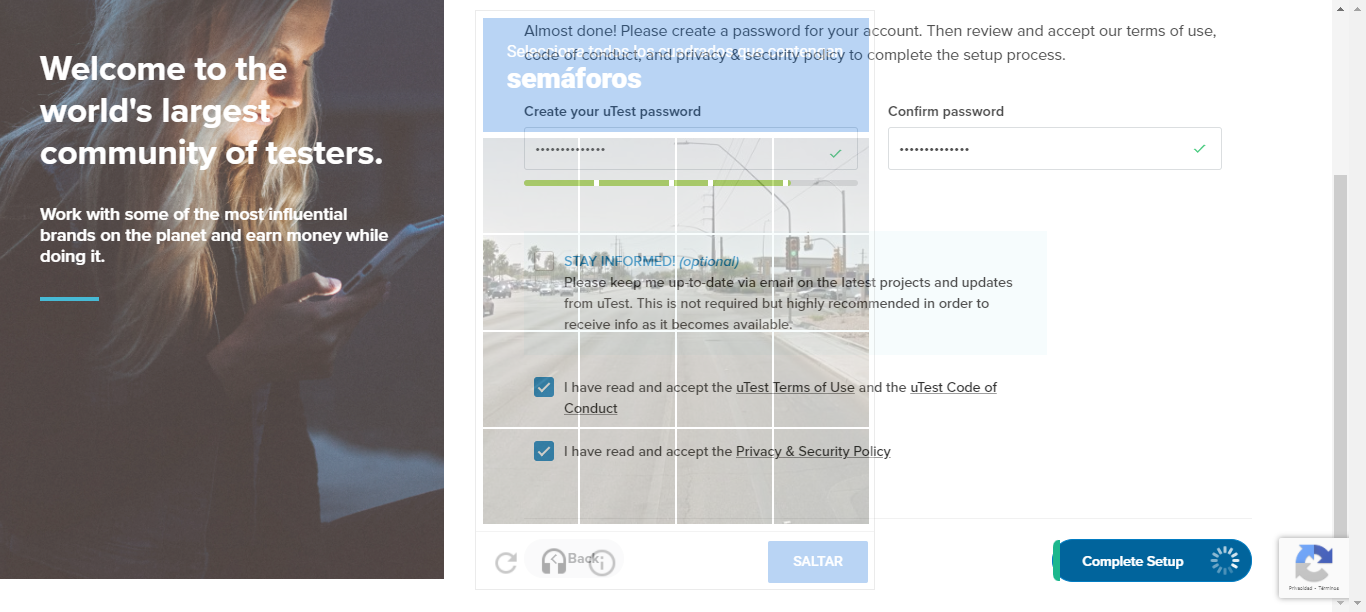 Welcome to the
world's largest
community of testers.
Work with some of the most influential
brands on the planet and earn money while
doing it.
Almost done! Please create a password for your account. Then review and accept our terms of use,
code of conduct, and privacy & security policy to complete the setup process.
Selecciona todos los cuadrados que contengan
semáforos
Create your uTest password
Confirm password
STAY INFORMED! (optional)
Please keep me up-to-date via email on the latest projects and updates
from uTest. This is not required but highly recommended in order to
receive info as it becomes available.
I have read and accept the uTest Terms of Use and the uTest Code of
Conduct
I have read and accept the Privacy & Security Policy
Back
SALTAR
Complete Setup
Privacidad - Términos